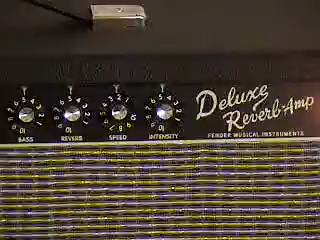 Deluxe
Reverb-Amp
BASS REVERB SPEED INTENSITY FENDER MUSICAL INSTRUMENTS